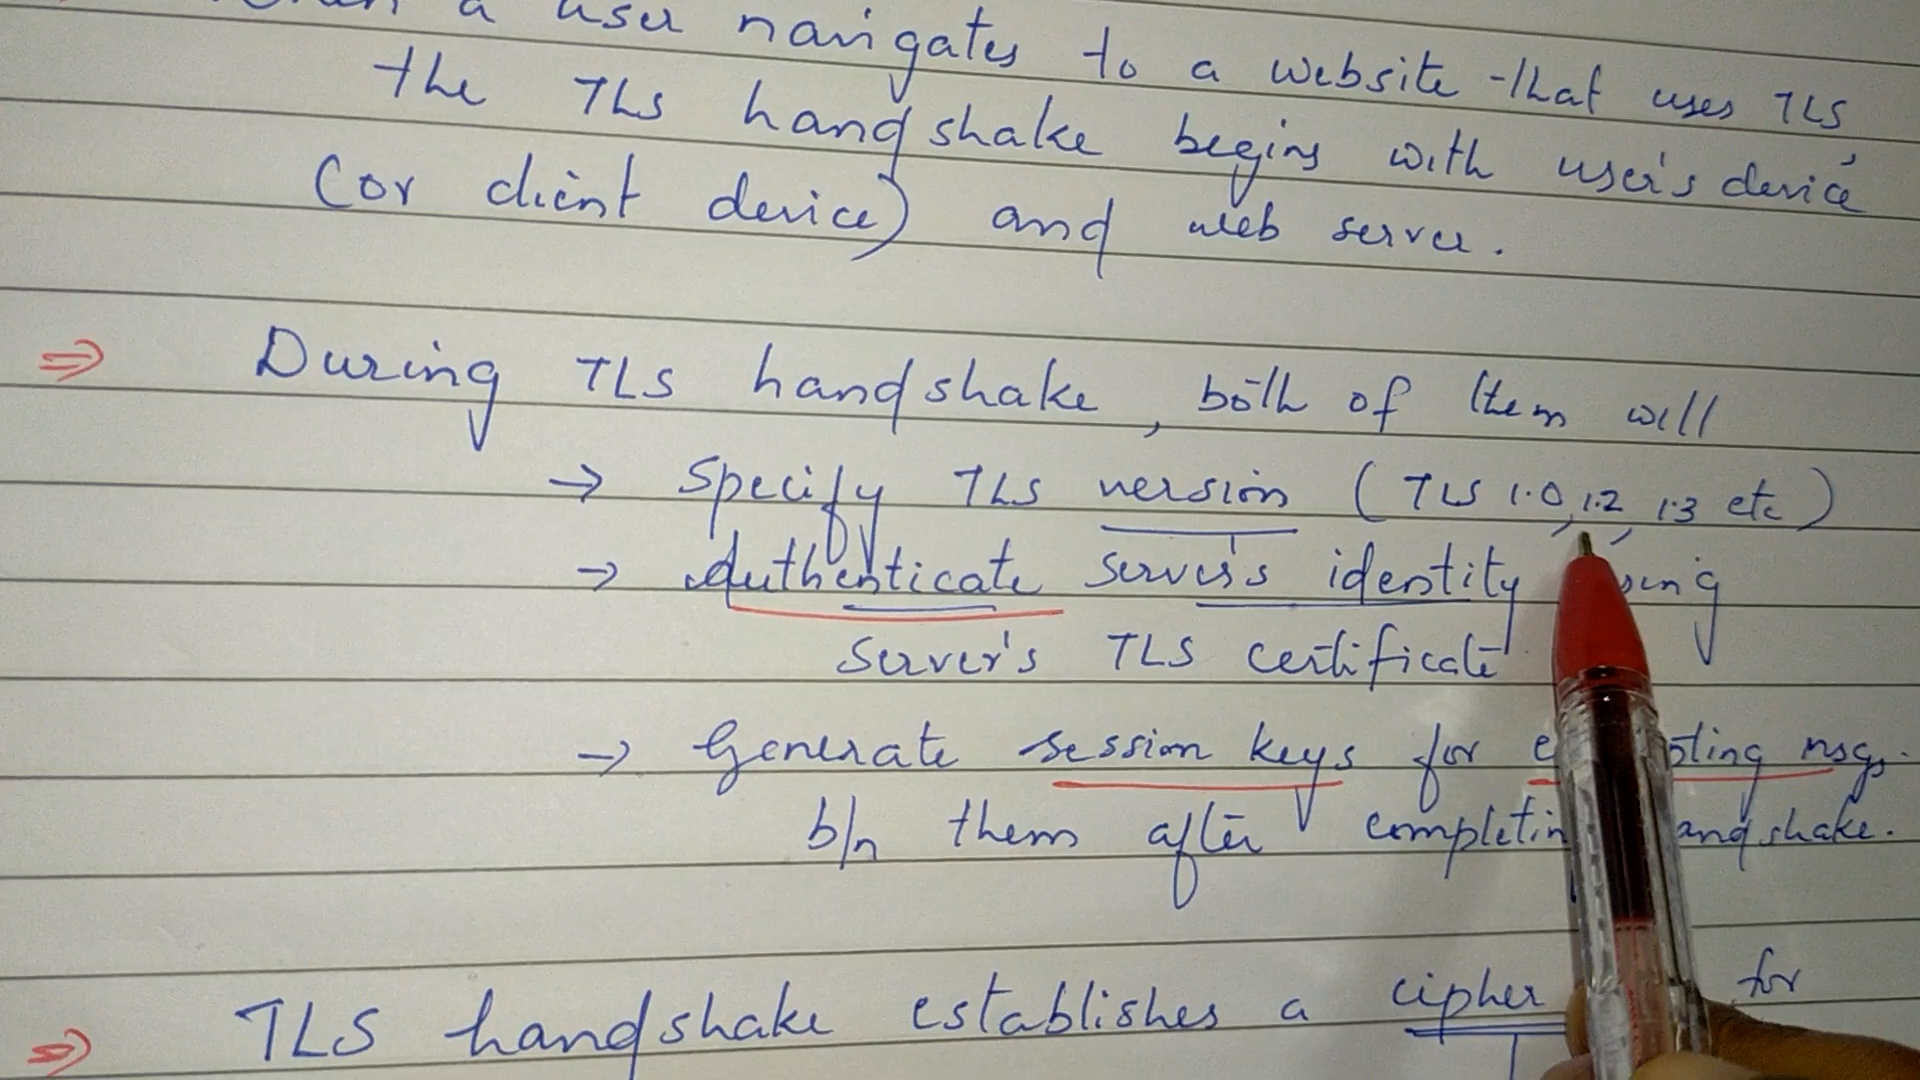 a user navigates to a website that uses TLS,
the TLS handshake begins with user's device
(or client device) and web server.
⇒ During TLS handshake, both of them will
→ Specify TLS version (TLS 1.0, 1.2, 1.3 etc)
→ Authenticate server's identity
server's TLS certificate
→ Generate session keys for msgs.
b/n them after
⇒ TLS handshake establishes a cipher for